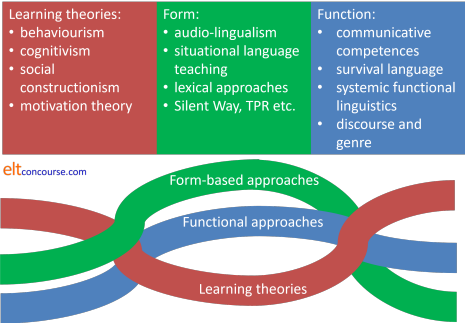 Learning theories:
• behaviourism
• cognitivism
• social
constructionism
• motivation theory
Form:
• audio-lingualism
• situational language
teaching
• lexical approaches
• Silent Way, TPR etc.
Function:
• communicative
competences
• survival language
• systemic functional
linguistics
• discourse and
genre
eltconcourse.com
Form-based approaches
Functional approaches
Learning theories